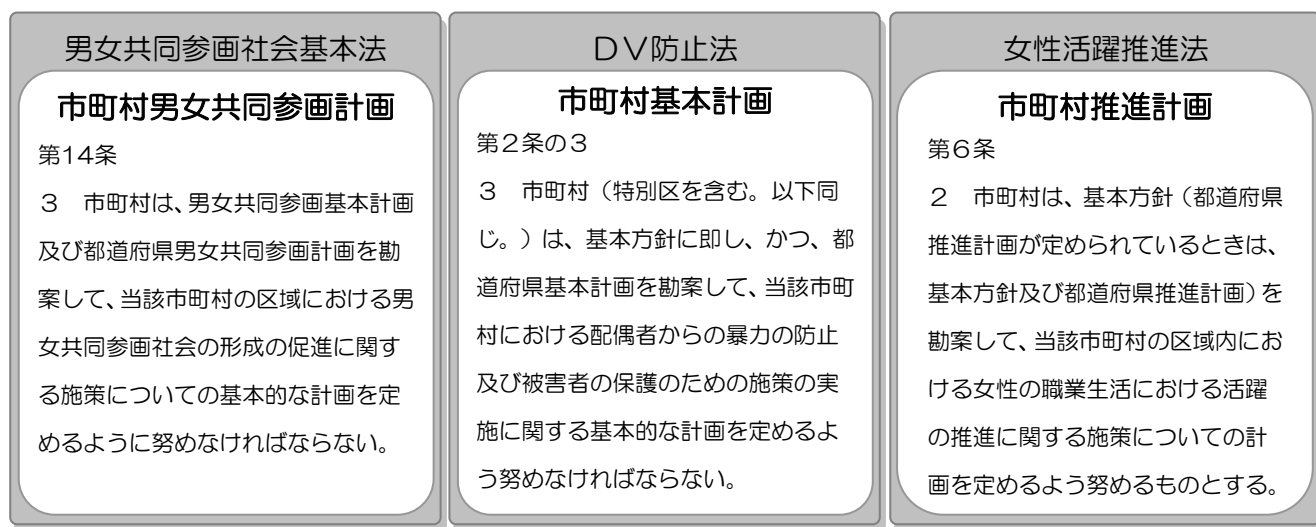 男女共同参画社会基本法
市町村男女共同参画計画
第14条
３　市町村は、男女共同参画基本計画
及び都道府県男女共同参画計画を勘
案して、当該市町村の区域における男
女共同参画社会の形成の促進に関す
る施策についての基本的な計画を定
めるように努めなければならない。
ＤＶ防止法
市町村基本計画
第２条の３
３　市町村（特別区を含む。以下同
じ。）は、基本方針に即し、かつ、都
道府県基本計画を勘案して、当該市町
村における配偶者からの暴力の防止
及び被害者の保護のための施策の実
施に関する基本的な計画を定めるよ
う努めなければならない。
女性活躍推進法
市町村推進計画
第６条
２　市町村は、基本方針（都道府県
推進計画が定められているときは、
基本方針及び都道府県推進計画）を
勘案して、当該市町村の区域内にお
ける女性の職業生活における活躍
の推進に関する施策についての計
画を定めるよう努めるものとする。